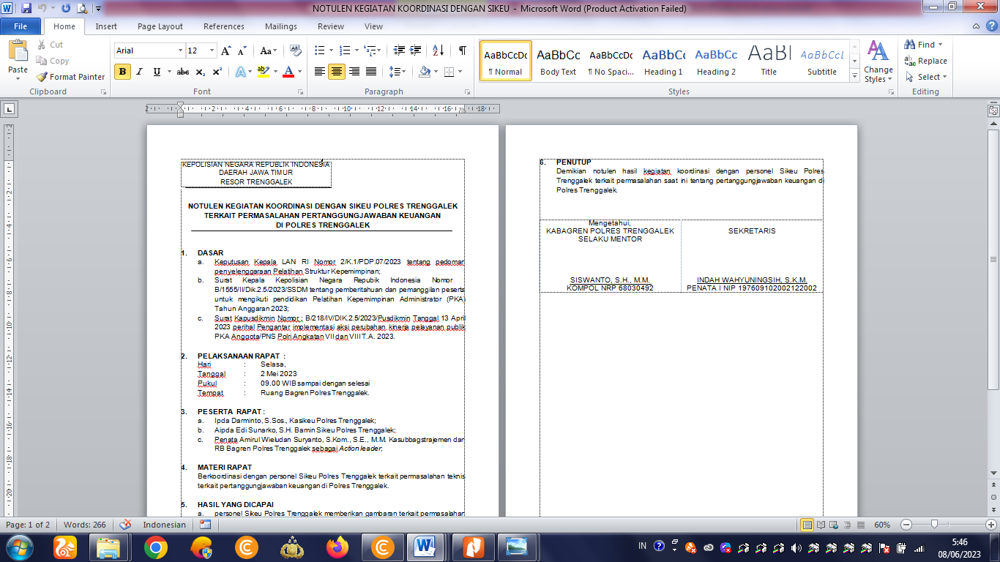 NOTULEN KEGIATAN KOORDINASI DENGAN SIKEU - Microsoft Word (Product Activation Failed)
File Home Insert Page Layout References Mailings Review View
Paste
Cut
Copy
Format Painter
Arial 12
AaBbCcDc AaBbCc AaBbCcDc AaBbCc AaBbCc AaBl AaBbCcL
¶ Normal Body Text ¶ No Spaci... Heading 1 Heading 2 Title Subtitle
Change Styles
Find
Replace
Select
Clipboard Font Paragraph Styles Editing
2 2 4 6 8 10 12 14 16 18
KEPOLISIAN NEGARA REPUBLIK INDONESIA
DAERAH JAWA TIMUR
RESOR TRENGGALEK
NOTULEN KEGIATAN KOORDINASI DENGAN SIKEU POLRES TRENGGALEK
TERKAIT PERMASALAHAN PERTANGGUNGJAWABAN KEUANGAN
DI POLRES TRENGGALEK
1. DASAR
a. Keputusan Kepala LAN RI Nomor 2/K.1/PDP.07/2023 tentang pedoman
penyelenggaraan Pelatihan Struktur Kepemimpinan;
b. Surat Kepala Kepolisian Negara Repubik Indonesia Nomor
B/1555/II/Dik.2.5/2023/SSDM tentang pemberitahuan dan pemanggilan peserta
untuk mengikuti pendidikan Pelatihan Kepemimpinan Administrator (PKA)
Tahun Anggaran 2023;
c. Surat Kapusdikmin Nomor : B/218/IV/DIK.2.5/2023/Pusdikmin Tanggal 13 April
2023 perihal Pengantar implementasi aksi perubahan kinerja pelayanan publik
PKA Anggota/PNS Polri Angkatan VII dan VIII T.A. 2023.
2. PELAKSANAAN RAPAT :
Hari : Selasa,
Tanggal : 2 Mei 2023
Pukul : 09.00 WIB sampai dengan selesai
Tempat : Ruang Bagren Polres Trenggalek.
3. PESERTA RAPAT :
a. Ipda Darminto, S.Sos., Kasikeu Polres Trenggalek;
b. Aipda Edi Sunarko, S.H. Bamin Sikeu Polres Trenggalek;
c. Penata Amirul Wieludan Suryanto, S.Kom., S.E., M.M. Kasubbagstrajemen dan
RB Bagren Polres Trenggalek sebagai Action leader;
4. MATERI RAPAT
Berkoordinasi dengan personel Sikeu Polres Trenggalek terkait permasalahan teknis
terkait pertanggungjawaban keuangan di Polres Trenggalek.
5. HASIL YANG DICAPAI
a. personel Sikeu Polres Trenggalek memberikan gambaran terkait permasalahan
6. PENUTUP
Demikian notulen hasil kegiatan koordinasi dengan personel Sikeu Polres
Trenggalek terkait permasalahan saat ini tentang pertanggungjawaban keuangan di
Polres Trenggalek.
Mengetahui,
KABAGREN POLRES TRENGGALEK
SELAKU MENTOR
SISWANTO, S.H., M.M.
KOMPOL NRP 68030492
SEKRETARIS
INDAH WAHYUNINGSIH, S.K.M.
PENATA I NIP 197609102002122002
Page: 1 of 2 Words: 266 Indonesian 60%
IN 5:46
08/06/2023